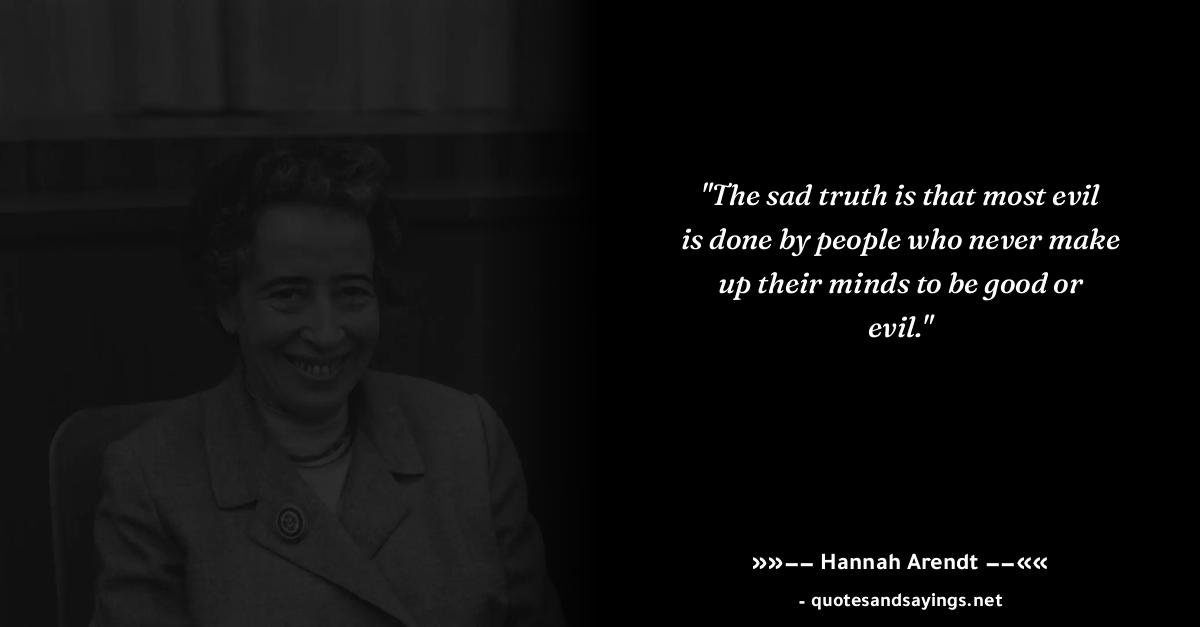 "The sad truth is that most evil
is done by people who never make
up their minds to be good or
evil."
»»−− Hannah Arendt −−««
- quotesandsayings.net